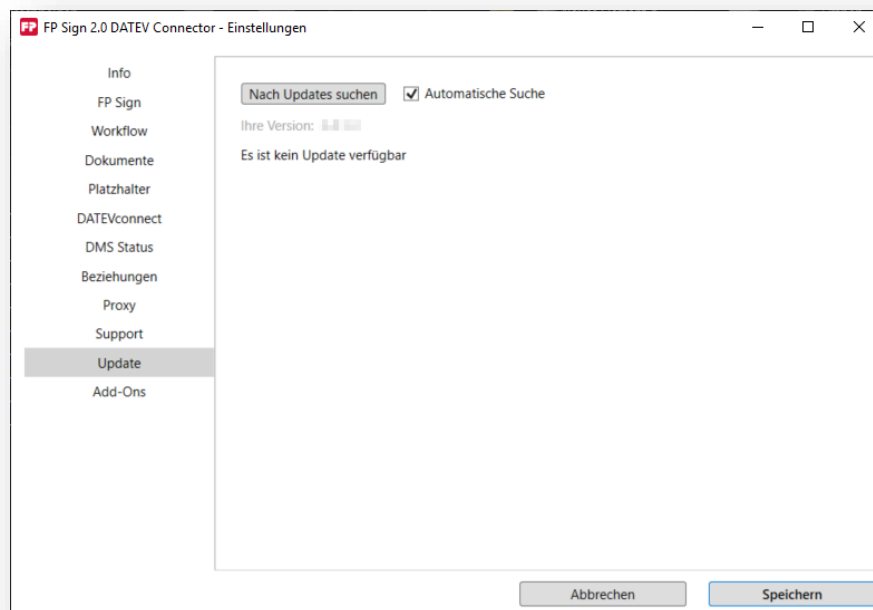 FP FP Sign 2.0 DATEV Connector - Einstellungen
Info
FP Sign
Workflow
Dokumente
Platzhalter
DATEVconnect
DMS Status
Beziehungen
Proxy
Support
Update
Add-Ons
Nach Updates suchen Automatische Suche
Ihre Version:
Es ist kein Update verfügbar
Abbrechen Speichern